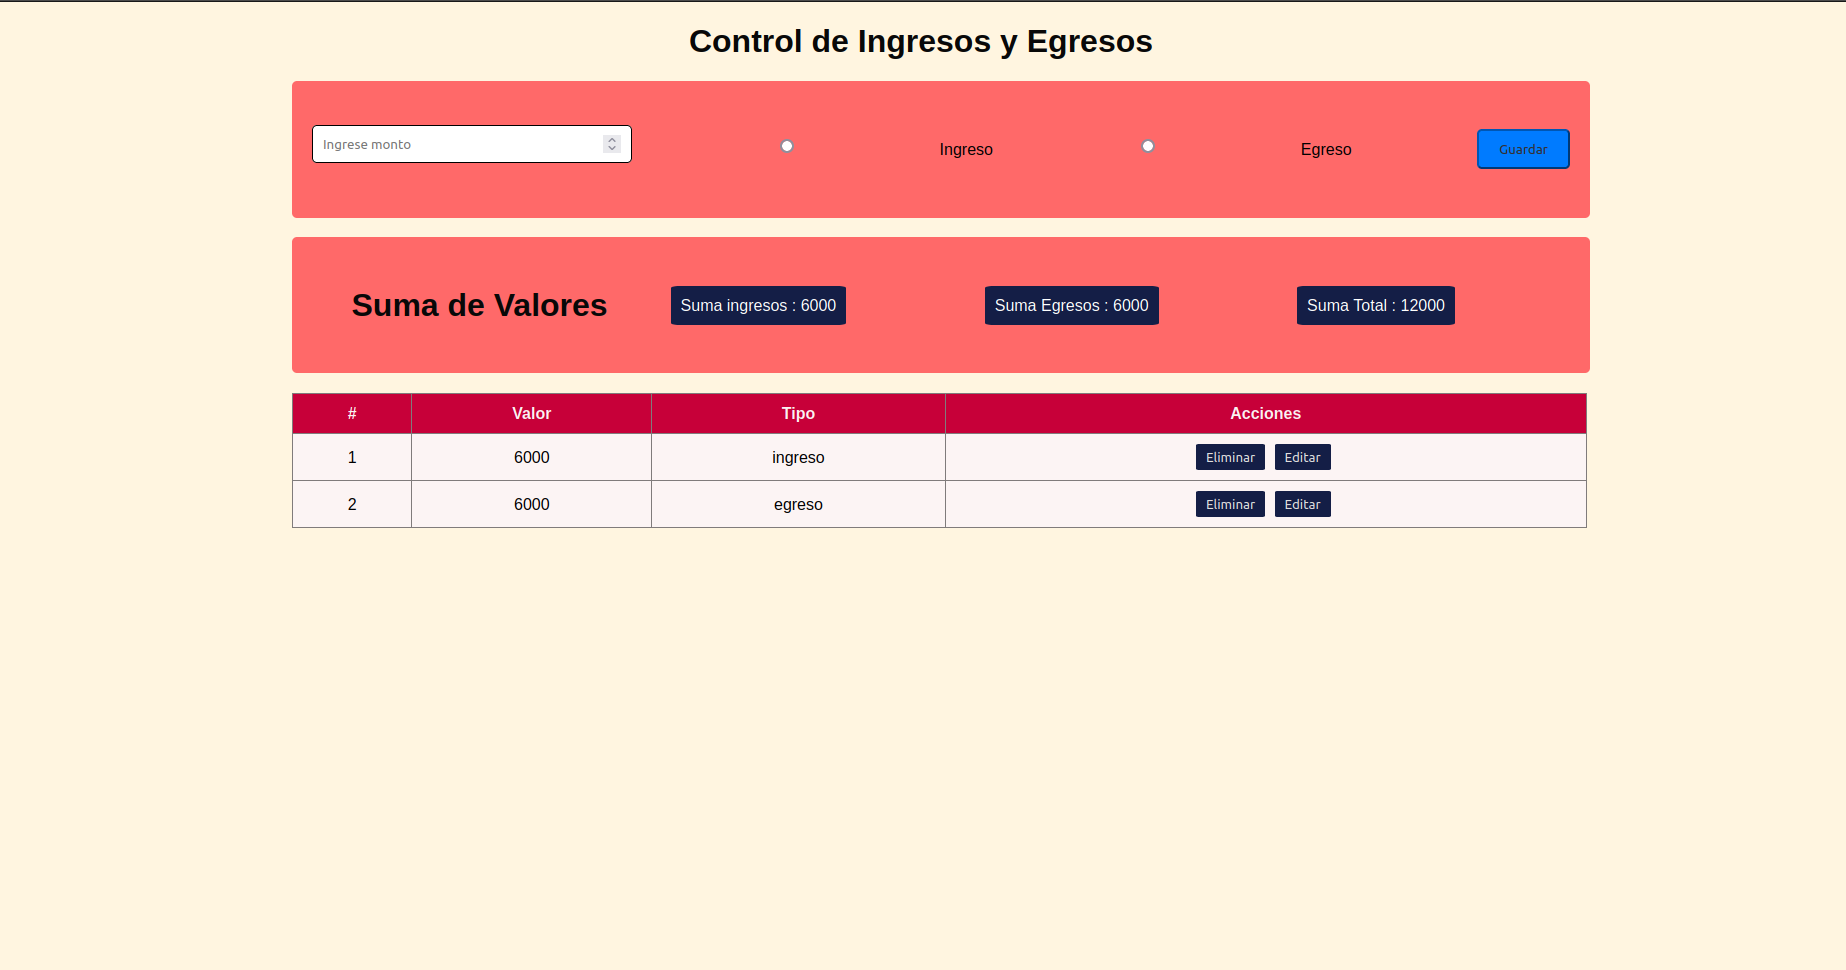 Control de Ingresos y Egresos
Ingrese monto Ingreso Egreso Guardar
Suma de Valores Suma ingresos : 6000 Suma Egresos : 6000 Suma Total : 12000
# Valor Tipo Acciones
1 6000 ingreso Eliminar Editar
2 6000 egreso Eliminar Editar